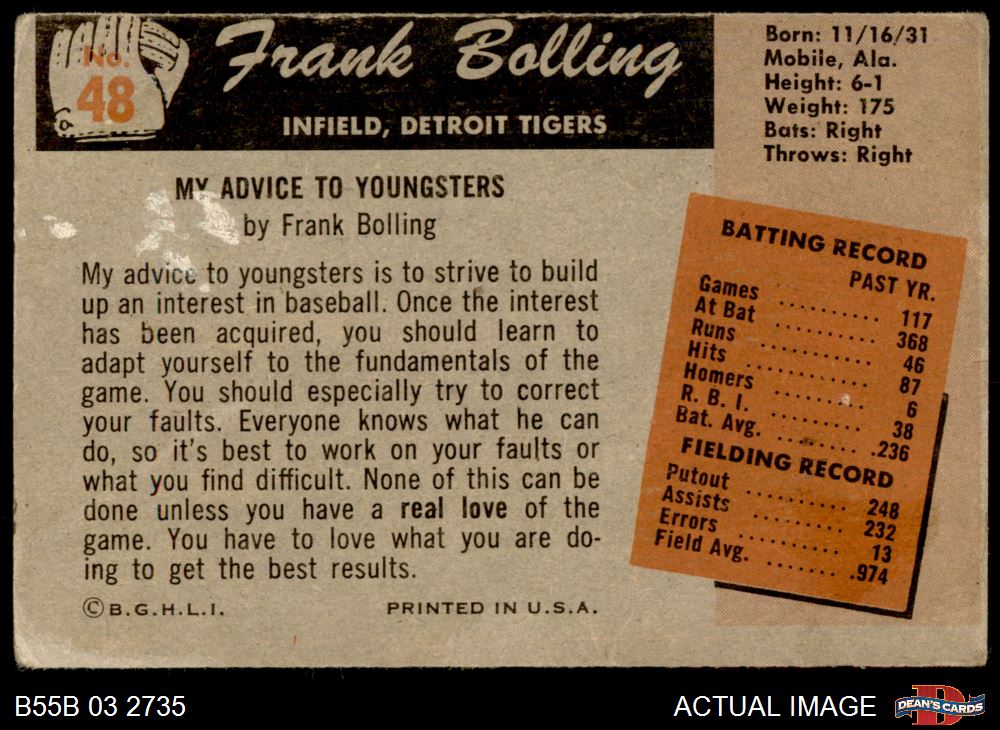 No.
48
Frank Bolling
INFIELD, DETROIT TIGERS
Born: 11/16/31
Mobile, Ala.
Height: 6-1
Weight: 175
Bats: Right
Throws: Right
MY ADVICE TO YOUNGSTERS
by Frank Bolling
My advice to youngsters is to strive to build
up an interest in baseball. Once the interest
has been acquired, you should learn to
adapt yourself to the fundamentals of the
game. You should especially try to correct
your faults. Everyone knows what he can
do, so it's best to work on your faults or
what you find difficult. None of this can be
done unless you have a real love of the
game. You have to love what you are do-
ing to get the best results.
©B.G.H.L.I. PRINTED IN U.S.A.
BATTING RECORD
PAST YR.
Games .......... 117
At Bat .......... 368
Runs .......... 46
Hits .......... 87
Homers .......... 6
R. B. I. .......... 38
Bat. Avg. .......... .236
FIELDING RECORD
Putout .......... 248
Assists .......... 232
Errors .......... 13
Field Avg. ........ .974
B55B 03 2735
ACTUAL IMAGE
DEAN'S CARDS